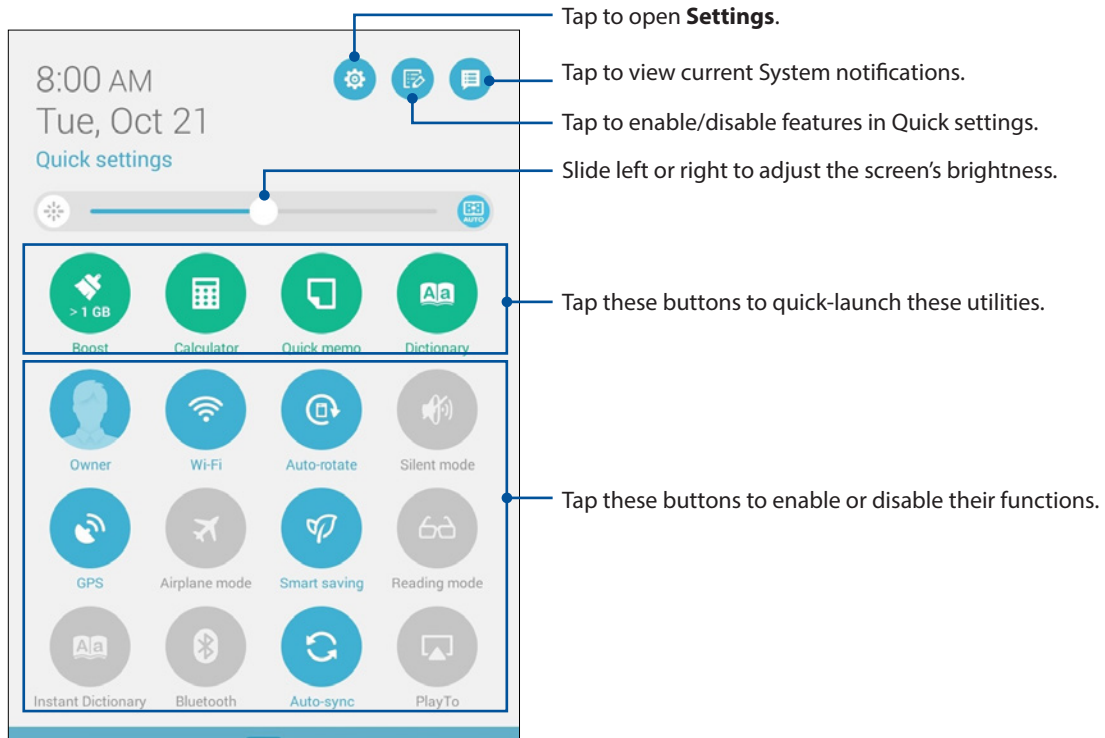 Tap to open Settings.
8:00 AM
Tap to view current System notifications.
Tue, Oct 21
Tap to enable/disable features in Quick settings.
Quick settings
Slide left or right to adjust the screen's brightness.
AUTO
> 1 GB
Aa
Tap these buttons to quick-launch these utilities.
Boost Calculator Quick memo Dictionary
Owner Wi-Fi Auto-rotate Silent mode
Tap these buttons to enable or disable their functions.
GPS Airplane mode Smart saving Reading mode
Aa
Instant Dictionary Bluetooth Auto-sync PlayTo